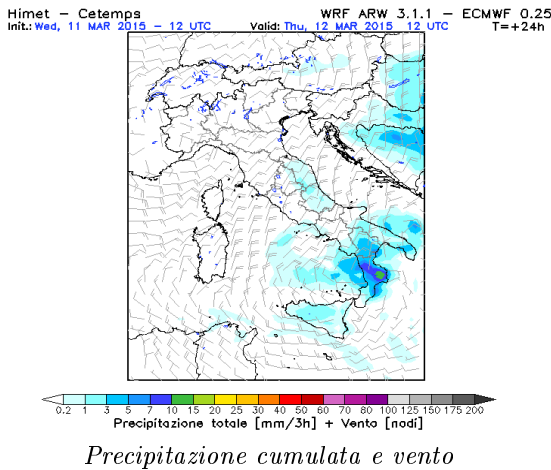 Himet - Cetemps WRF ARW 3.1.1 - ECMWF 0.25
Init.: Wed, 11 MAR 2015 - 12 UTC Valid: Thu, 12 MAR 2015 12 UTC T=+24h
0.2 1 3 5 7 10 15 20 25 30 40 50 60 70 80 100 125 150 175 200
Precipitazione totale [mm/3h] + Vento [nodi]
Precipitazione cumulata e vento